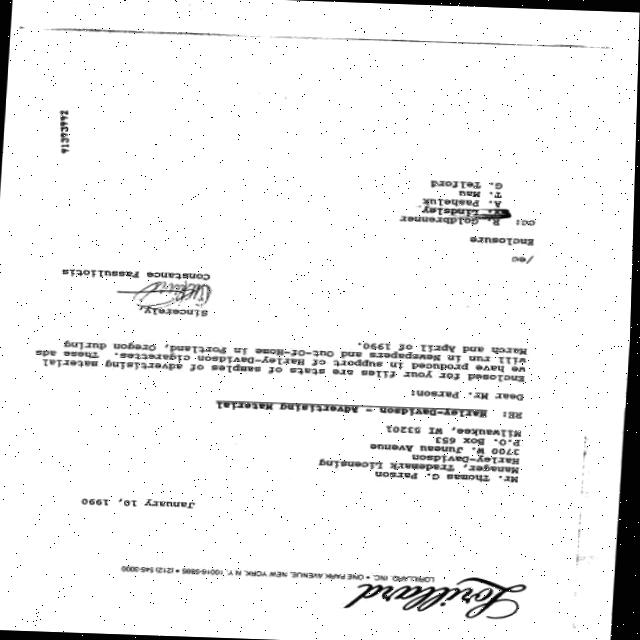 Lorillard
LORILLARD, INC. • ONE PARK AVENUE, NEW YORK, N.Y. 10016-5895 • (212) 545-3000
January 10, 1990
Mr. Thomas G. Parson
Manager, Trademark Licensing
Harley-Davidson
3700 W. Juneau Avenue
P.O. Box 653
Milwaukee, WI 53201
RE: Harley-Davidson - Advertising Material
Dear Mr. Parson:
Enclosed for your files are stats of samples of advertising material
we have produced in support of Harley-Davidson cigarettes. These ads
will run in Newspapers and Out-Of-Home in Portland, Oregon during
March and April of 1990.
Sincerely,
Constance Passuliotis
/ec
Enclosure
cc: R. Goldbrenner
Lindsley
A. Pasheluk
T. Mau
G. Telford
91393992